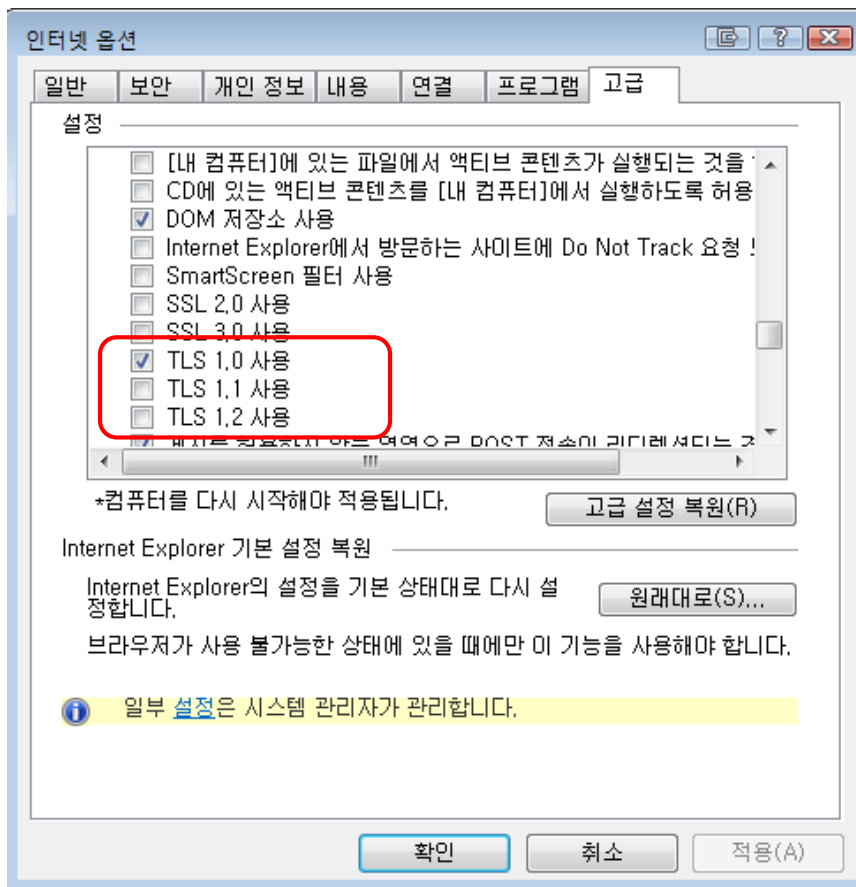 인터넷 옵션
일반 보안 개인 정보 내용 연결 프로그램 고급
설정
[내 컴퓨터]에 있는 파일에서 액티브 콘텐츠가 실행되는 것을
CD에 있는 액티브 콘텐츠를 [내 컴퓨터]에서 실행하도록 허용
DOM 저장소 사용
Internet Explorer에서 방문하는 사이트에 Do Not Track 요청
SmartScreen 필터 사용
SSL 2.0 사용
SSL 3.0 사용
TLS 1.0 사용
TLS 1.1 사용
TLS 1.2 사용
POST 전송이 리디렉션되는
*컴퓨터를 다시 시작해야 적용됩니다.
고급 설정 복원(R)
Internet Explorer 기본 설정 복원
Internet Explorer의 설정을 기본 상태대로 다시 설
정합니다.
원래대로(S)...
브라우저가 사용 불가능한 상태에 있을 때에만 이 기능을 사용해야 합니다.
일부 설정은 시스템 관리자가 관리합니다.
확인 취소 적용(A)